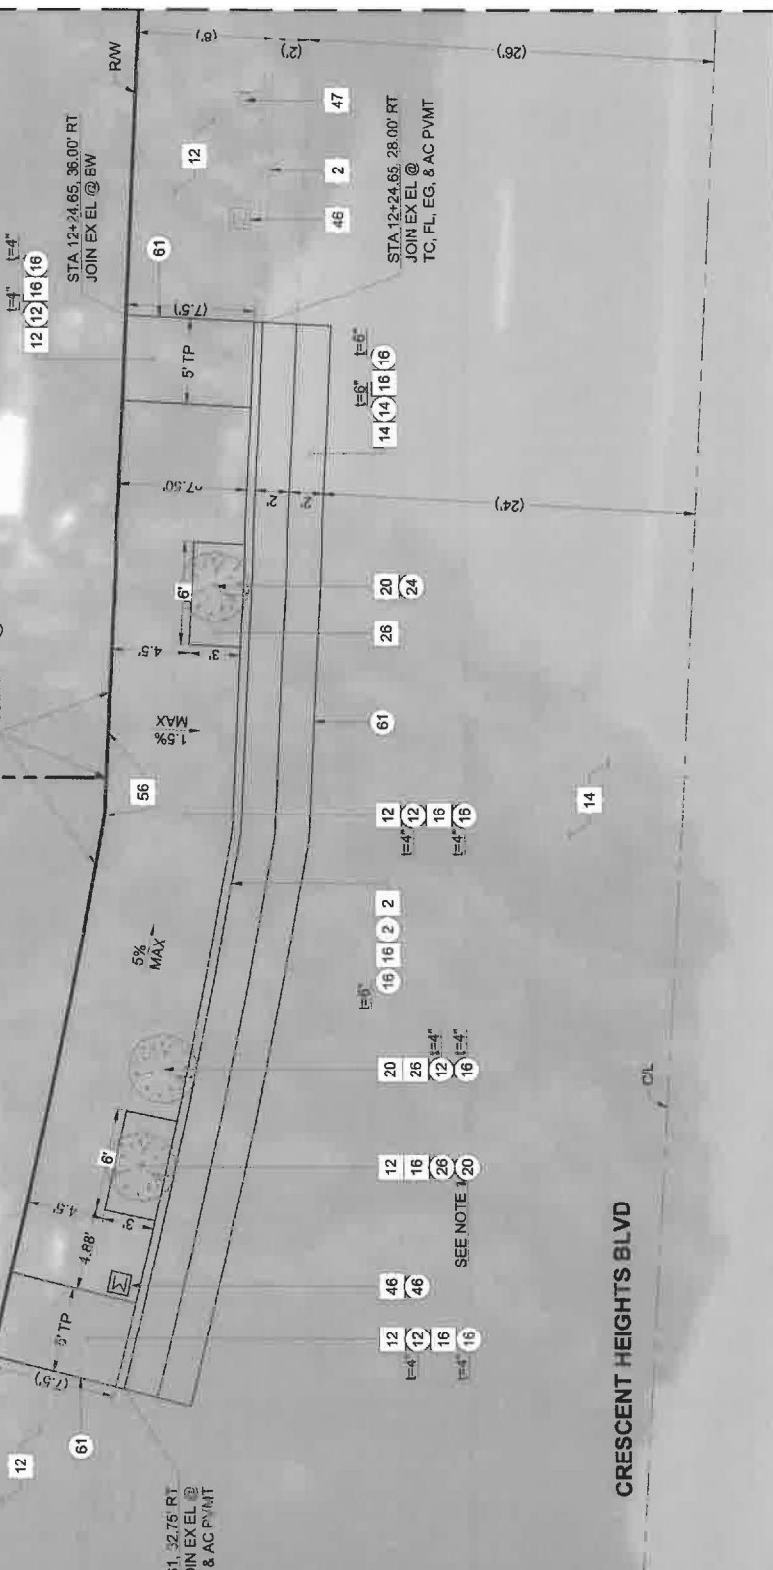 R/W
(8')
(2')
(26')
47
12
2
46
STA 12+24.65, 36.00' RT
JOIN EX EL @ BW
STA 12+24.65, 28.00' RT
JOIN EX EL @
TC, FL, EG, & AC PVMT
t=4" t=4"
12 12 16 16
61
(7.5')
5' TP
t=6" t=6"
14 14 16 16
2'
2'
(24')
6'
4.5'
3'
20
24
26
1.5%
MAX
61
56
12
t=4" 12
16
t=4" 16
14
5%
MAX
t=6"
16 16 2 2
20
26
12 t=4"
16 t=4"
C/L
6'
4.5'
3'
4.88'
12
16
26
20
SEE NOTE
46
46
12
t=4" 12
16
t=4" 16
TP
(7.5')
61
12
32.75' RT
EX EL @
& AC PVMT
CRESCENT HEIGHTS BLVD